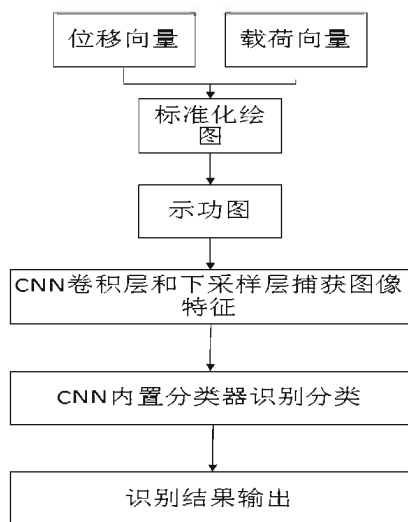 位移向量
载荷向量
标准化绘
图
示功图
CNN卷积层和下采样层捕获图像
特征
CNN内置分类器识别分类
识别结果输出